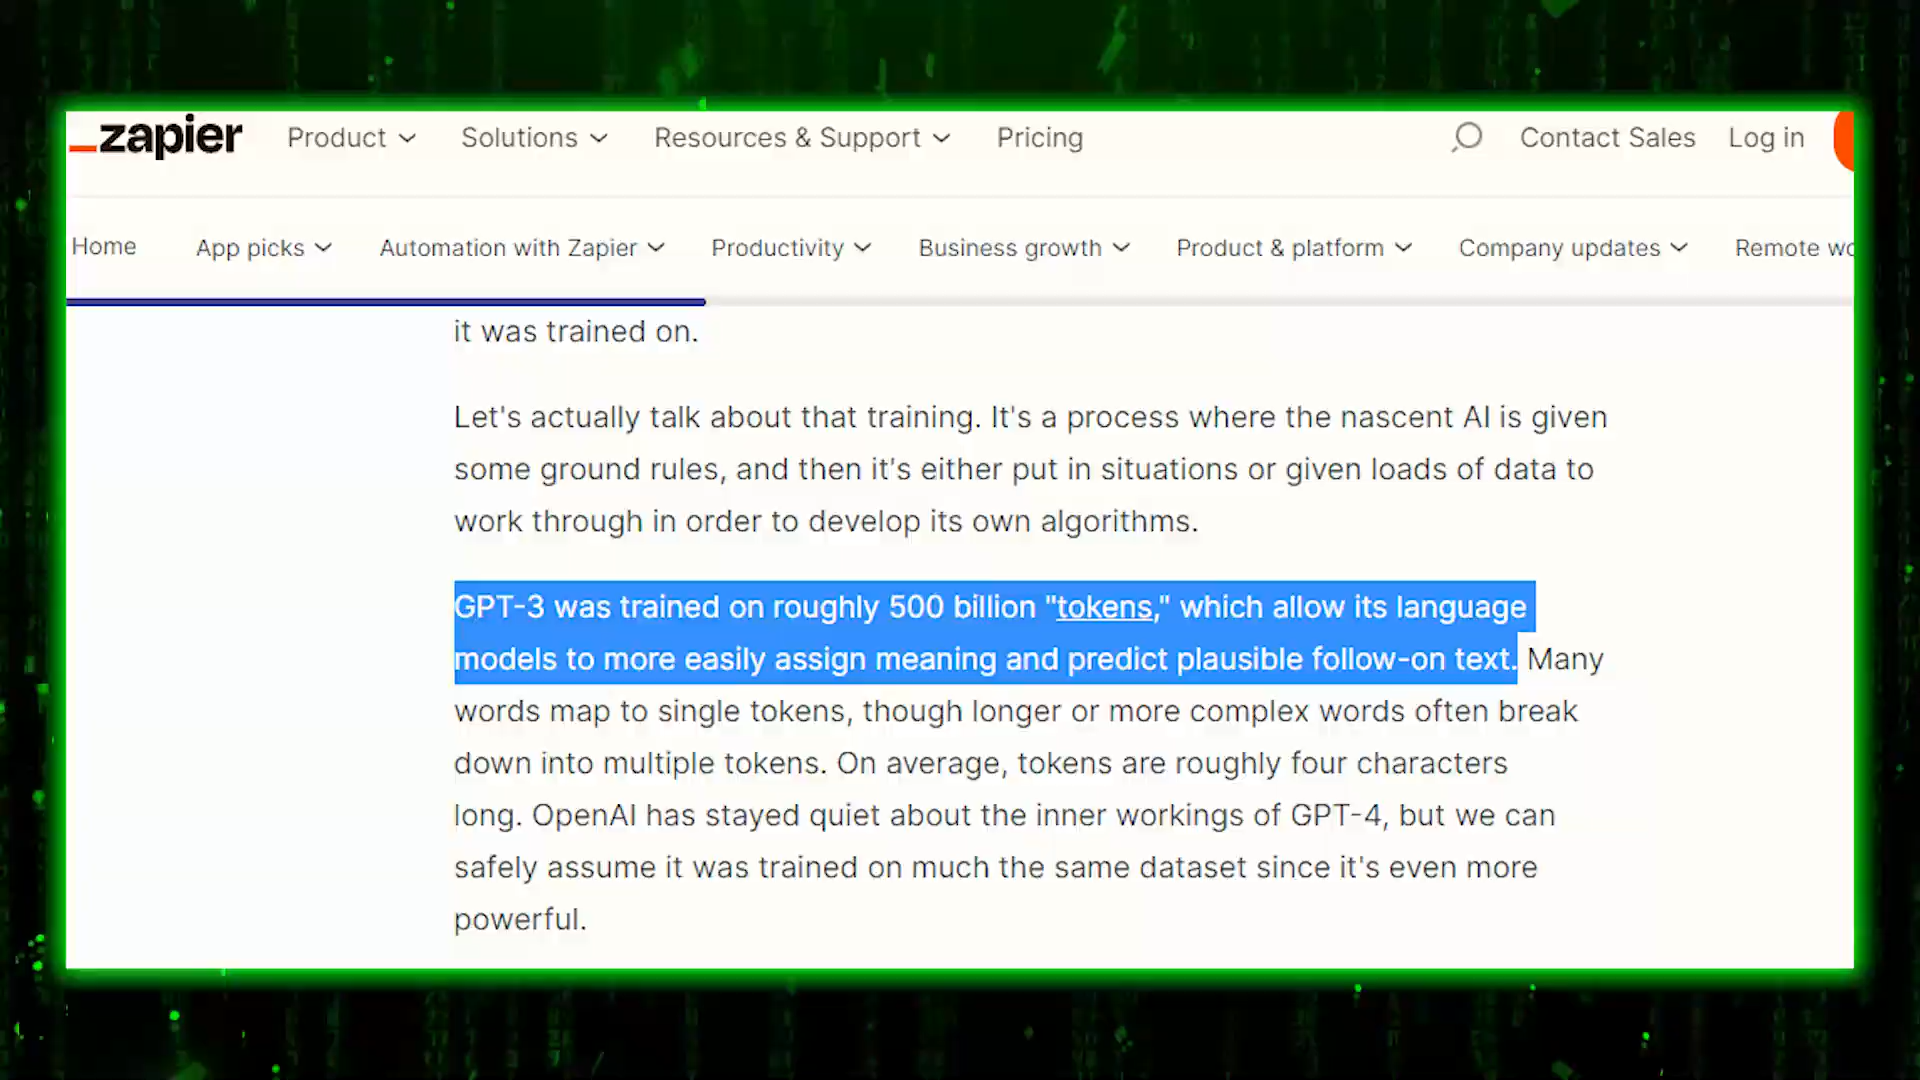 zapier Product Solutions Resources & Support Pricing Contact Sales Log in
Home App picks Automation with Zapier Productivity Business growth Product & platform Company updates Remote
it was trained on.
Let's actually talk about that training. It's a process where the nascent AI is given
some ground rules, and then it's either put in situations or given loads of data to
work through in order to develop its own algorithms.
GPT-3 was trained on roughly 500 billion "tokens," which allow its language
models to more easily assign meaning and predict plausible follow-on text. Many
words map to single tokens, though longer or more complex words often break
down into multiple tokens. On average, tokens are roughly four characters
long. OpenAI has stayed quiet about the inner workings of GPT-4, but we can
safely assume it was trained on much the same dataset since it's even more
powerful.